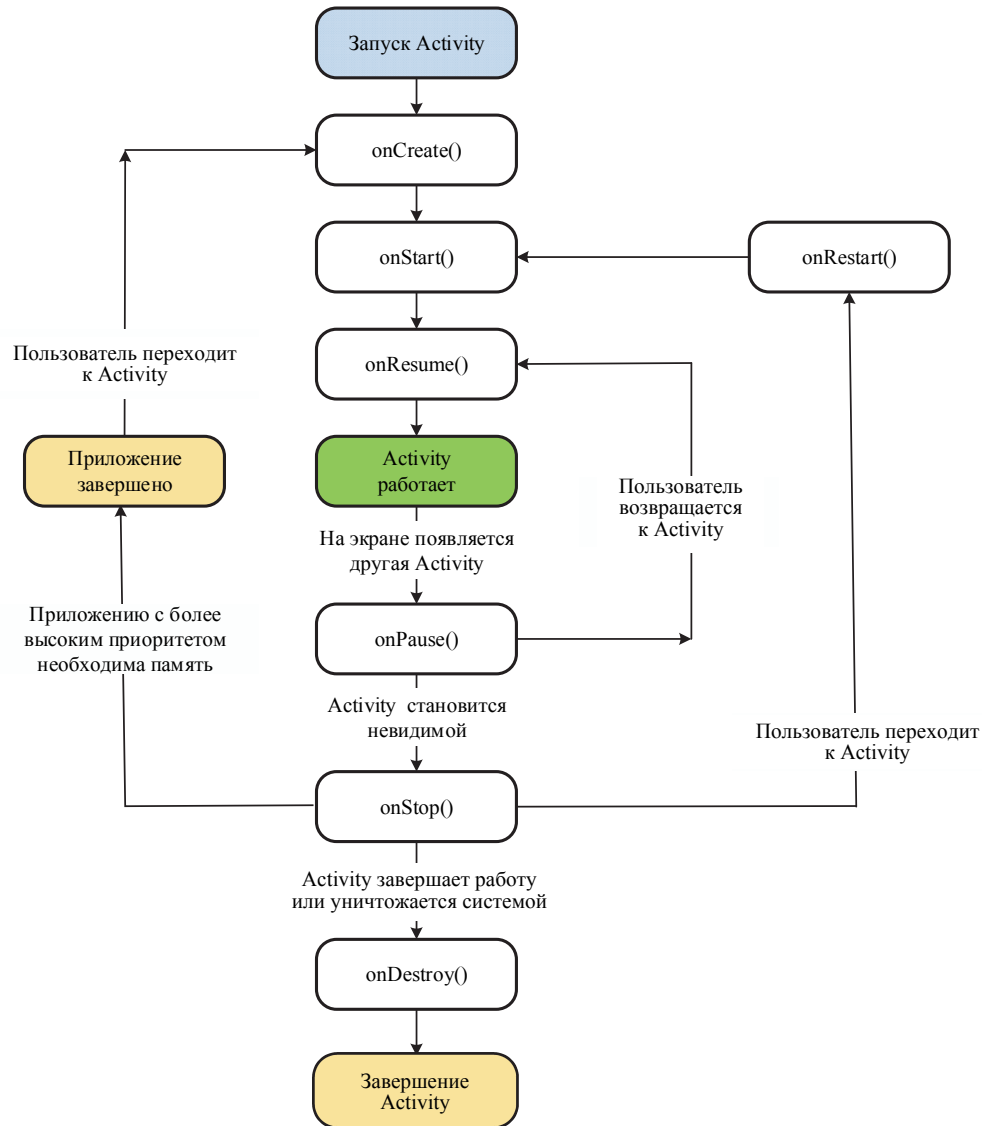 Запуск Activity
onCreate()
onStart()
onRestart()
Пользователь переходит
к Activity
onResume()
Приложение
завершено
Activity
работает
Пользователь
возвращается
к Activity
На экране появляется
другая Activity
Приложению с более
высоким приоритетом
необходима память
onPause()
Activity становится
невидимой
Пользователь переходит
к Activity
onStop()
Activity завершает работу
или уничтожается системой
onDestroy()
Завершение
Activity